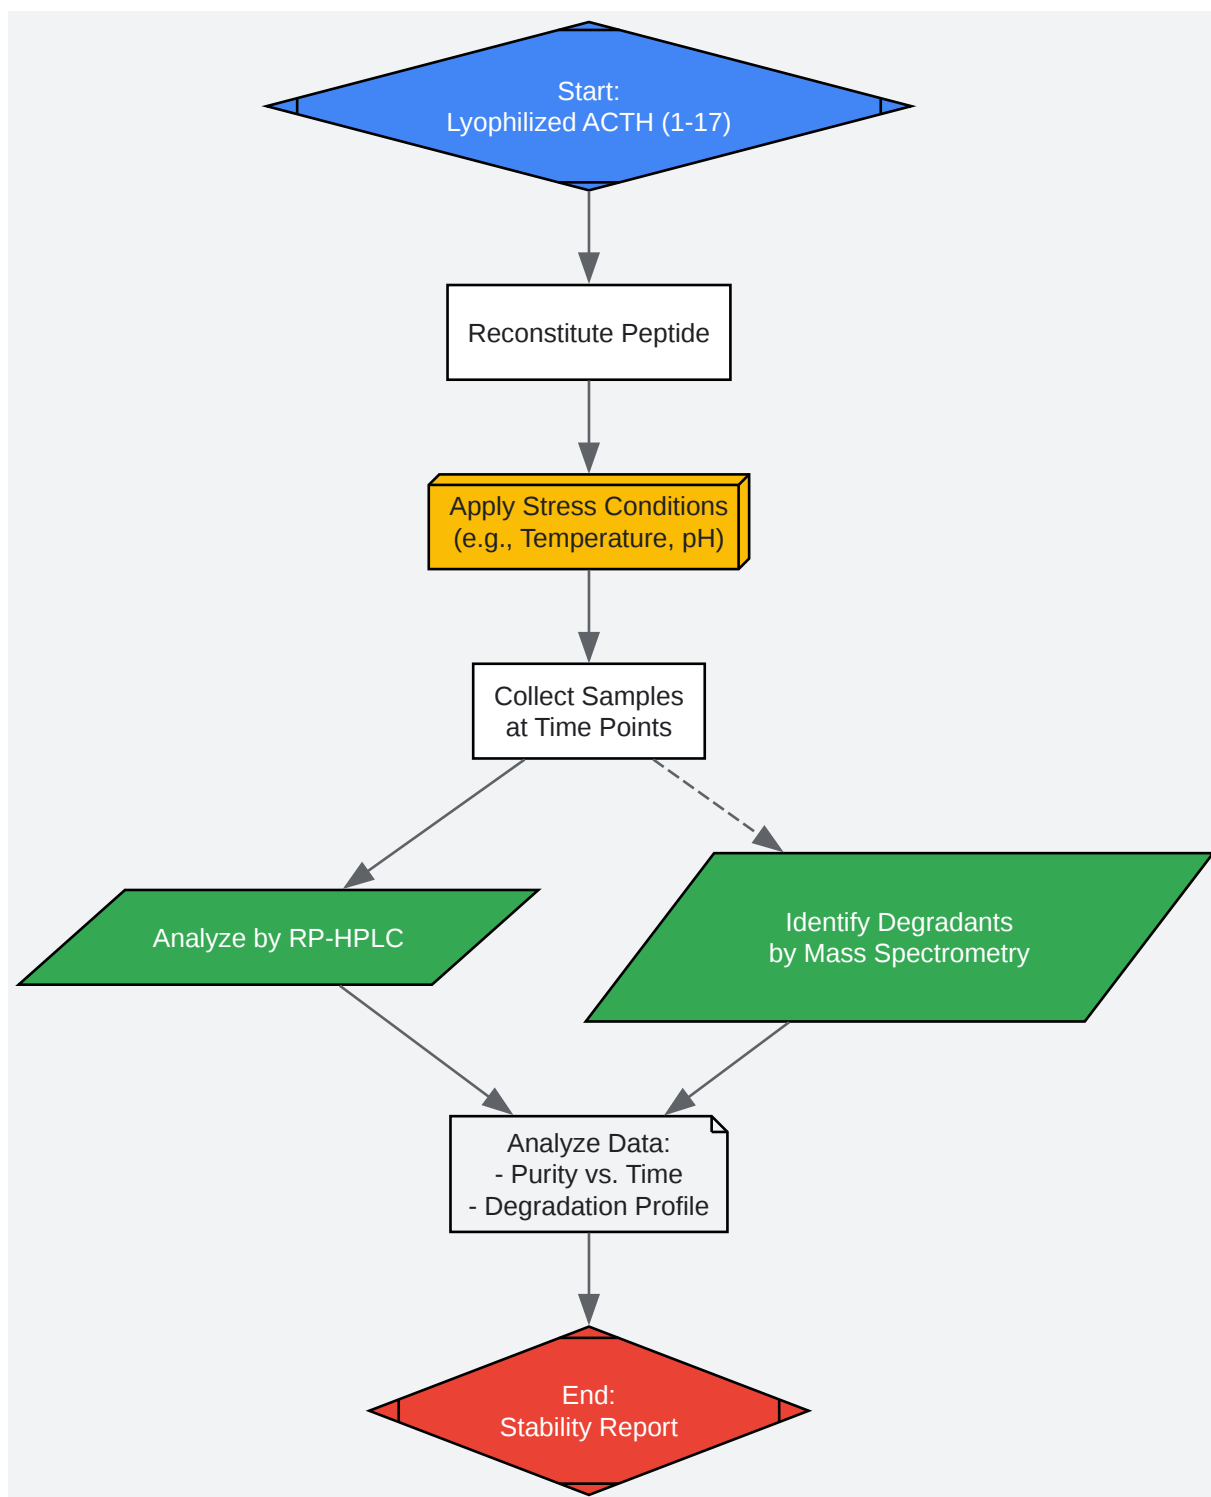 Start:
Lyophilized ACTH (1-17)
Reconstitute Peptide
Apply Stress Conditions
(e.g., Temperature, pH)
Collect Samples
at Time Points
Analyze by RP-HPLC
Identify Degradants
by Mass Spectrometry
Analyze Data:
- Purity vs. Time
- Degradation Profile
End:
Stability Report